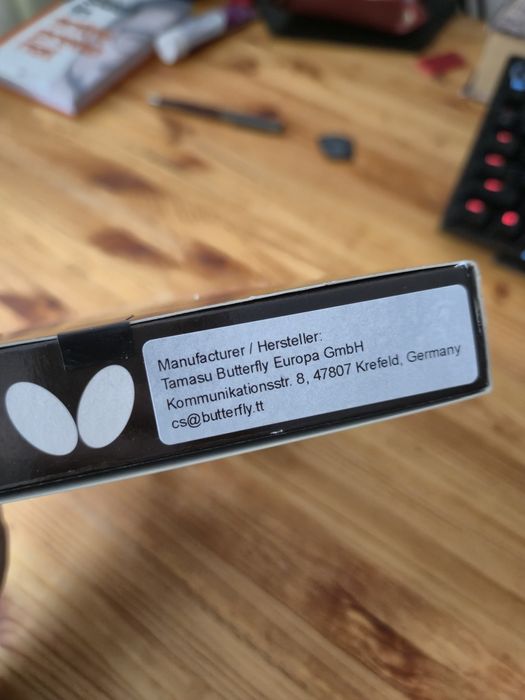 Manufacturer / Hersteller:
Tamasu Butterfly Europa GmbH
Kommunikationsstr. 8, 47807 Krefeld, Germany
cs@butterfly.tt